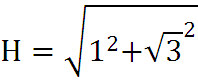 H = √(1²+√3²)